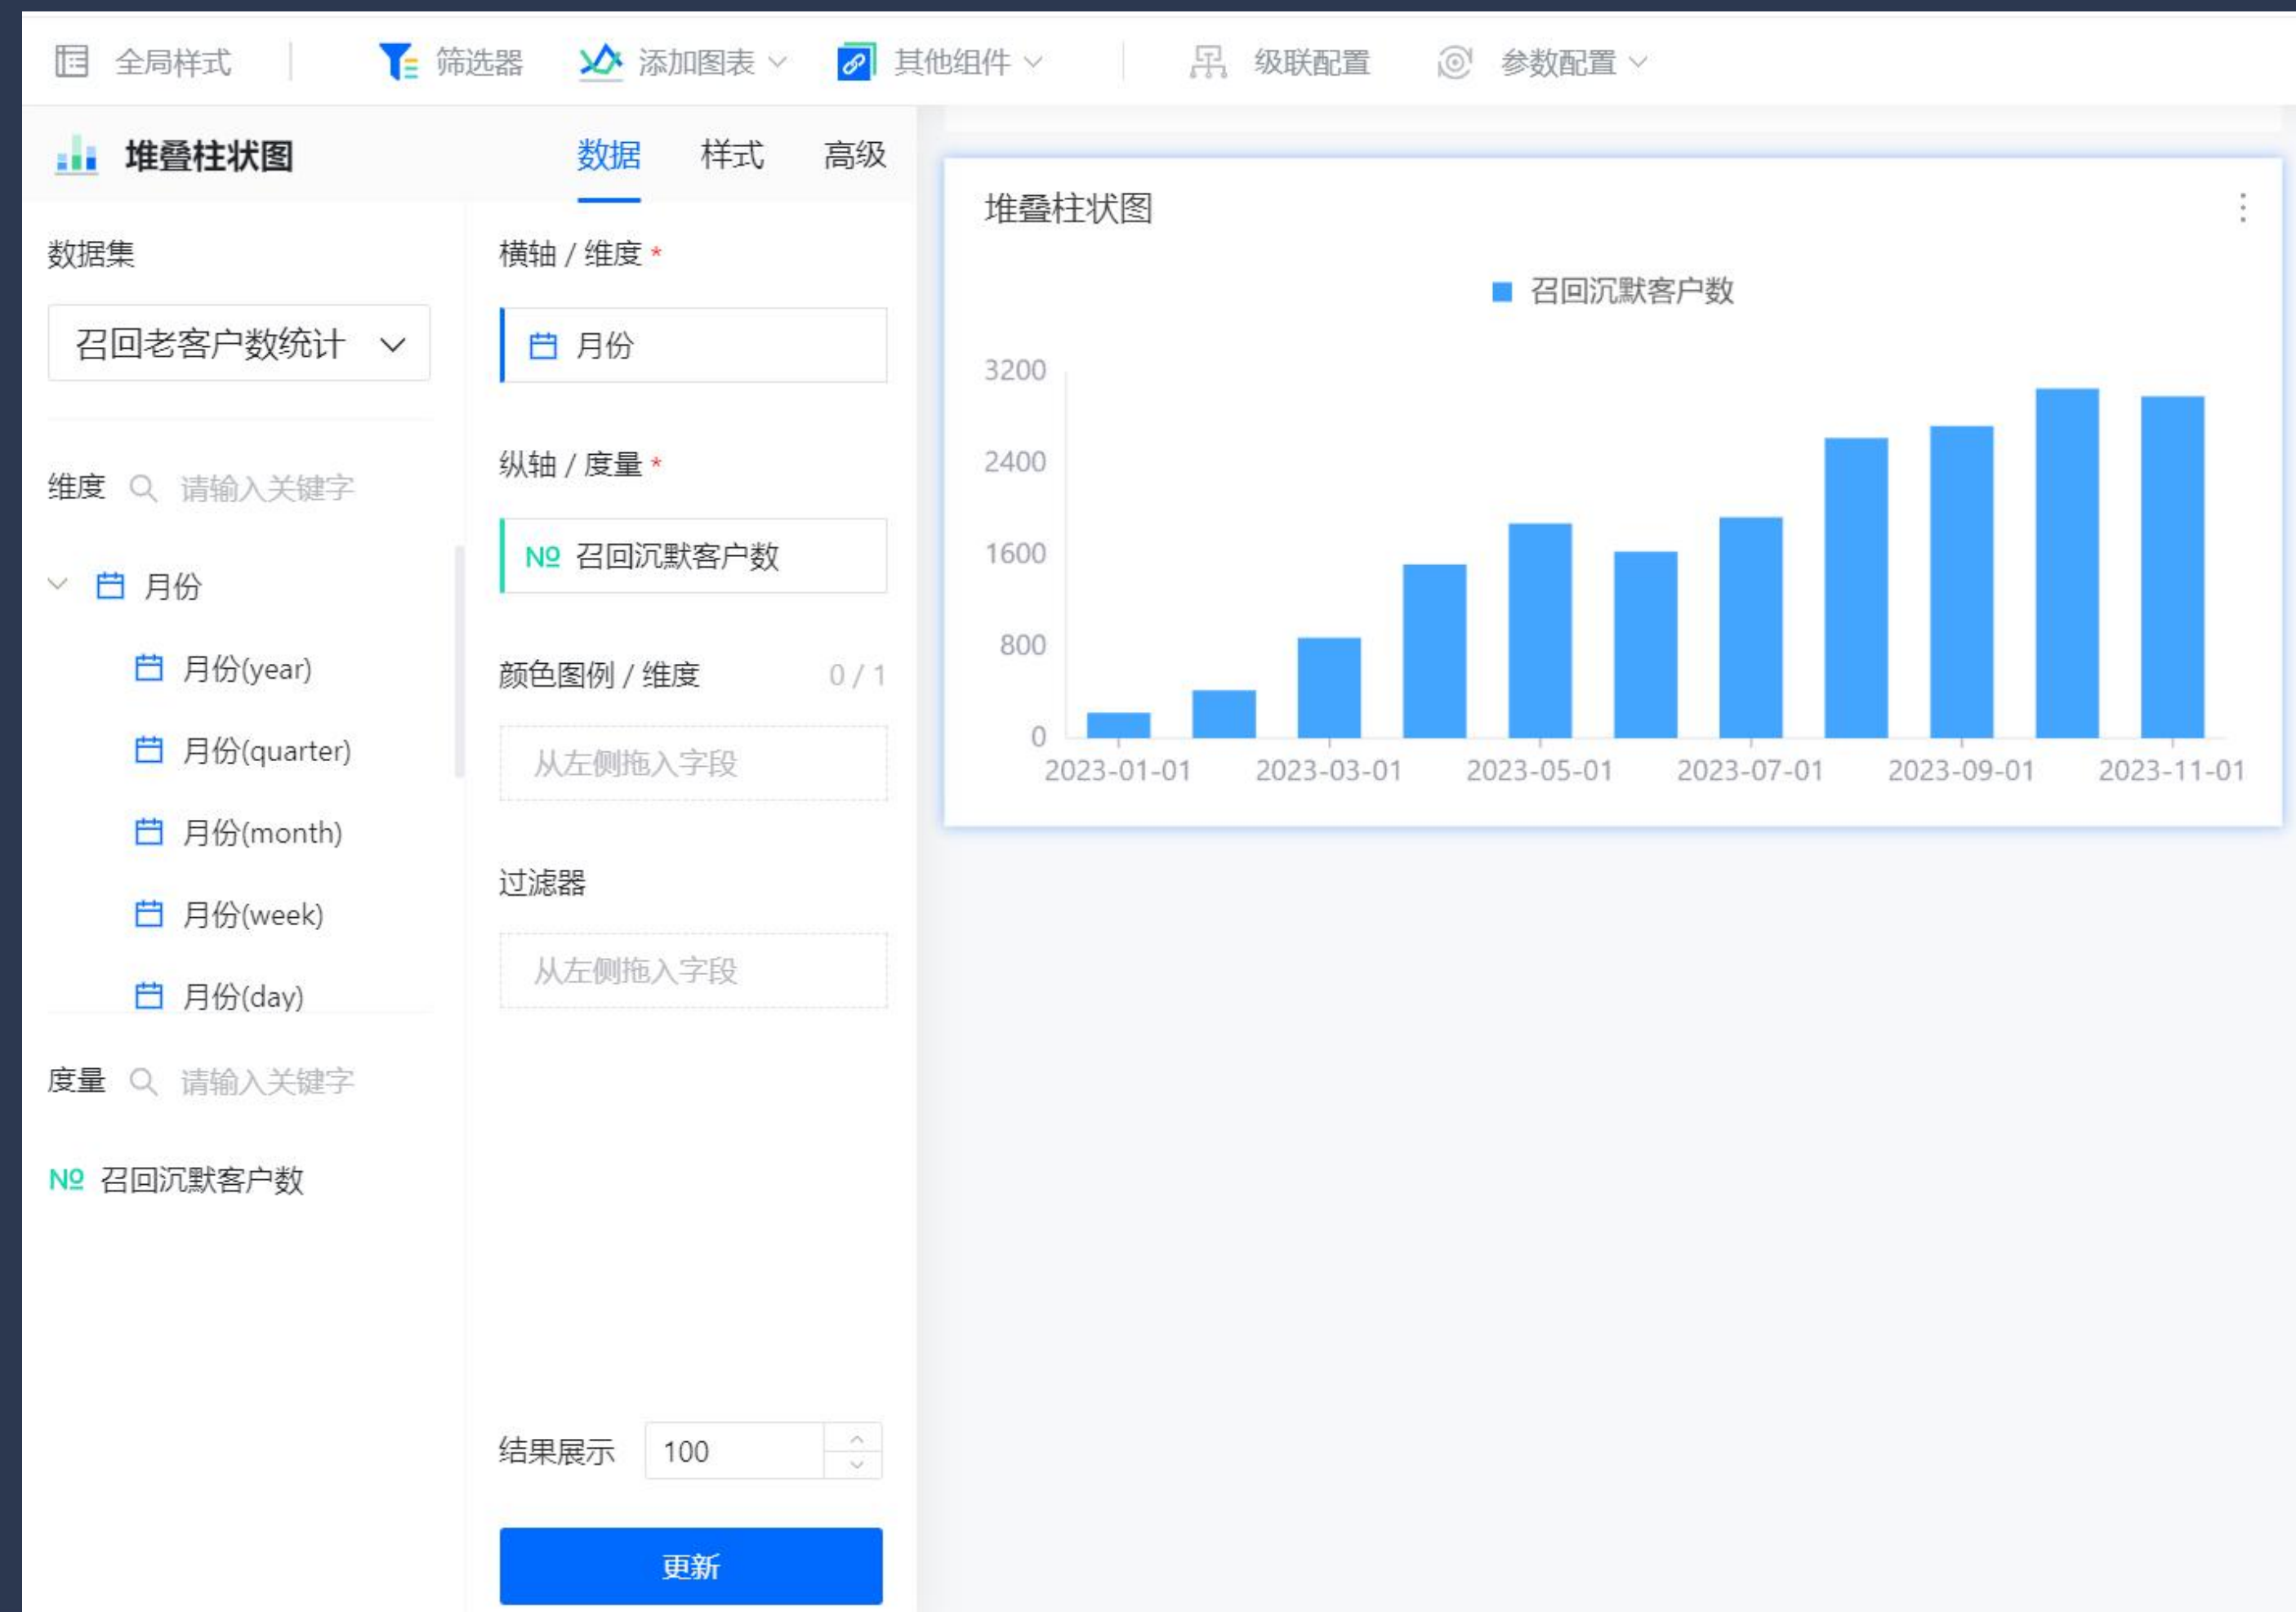 全局样式 筛选器 添加图表 其他组件 级联配置 参数配置
堆叠柱状图 数据 样式 高级
数据集
召回老客户数统计
维度 请输入关键字
月份
月份(year)
月份(quarter)
月份(month)
月份(week)
月份(day)
度量 请输入关键字
№ 召回沉默客户数
横轴 / 维度 *
月份
纵轴 / 度量 *
№ 召回沉默客户数
颜色图例 / 维度 0 / 1
从左侧拖入字段
过滤器
从左侧拖入字段
结果展示 100
更新
堆叠柱状图
召回沉默客户数
3200
2400
1600
800
0
2023-01-01 2023-03-01 2023-05-01 2023-07-01 2023-09-01 2023-11-01